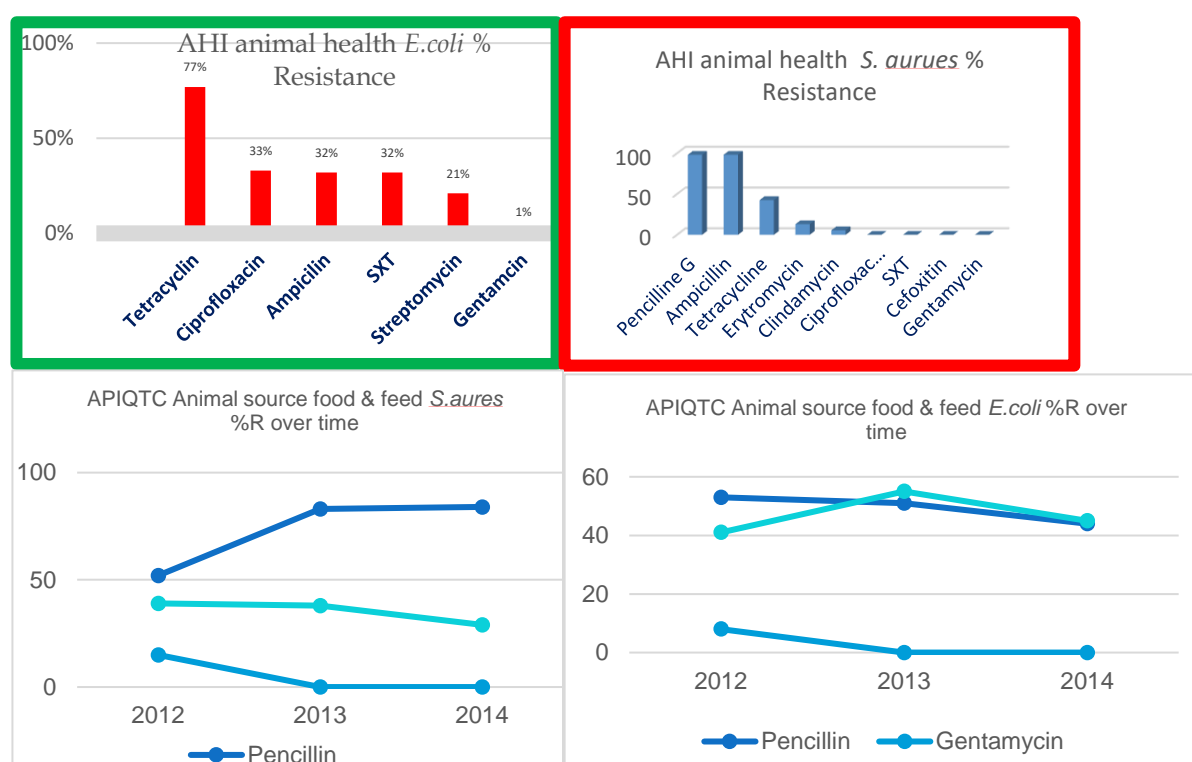 AHI animal health E.coli %
Resistance
100%
50%
0%
77%
33%
32%
32%
21%
1%
Tetracyclin
Ciprofloxacin
Ampicilin
SXT
Streptomycin
Gentamcin
AHI animal health S. aurues %
Resistance
100
50
0
Pencilline G
Ampicillin
Tetracycline
Erytromycin
Clindamycin
Ciprofloxac...
SXT
Cefoxitin
Gentamycin
APIQTC Animal source food & feed S.aures
%R over time
100
50
0
2012 2013 2014
Pencillin
APIQTC Animal source food & feed E.coli %R over
time
60
40
20
0
2012 2013 2014
Pencillin Gentamycin